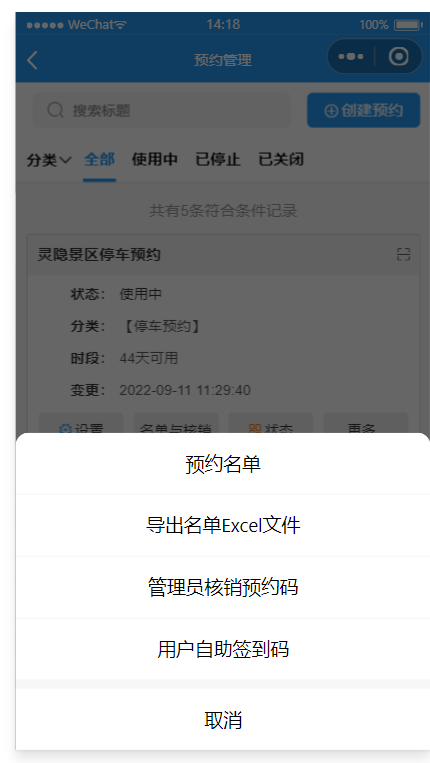 WeChat 14:18 100%
预约管理
搜索标题 创建预约
分类 全部 使用中 已停止 已关闭
共有5条符合条件记录
灵隐景区停车预约
状态： 使用中
分类： 【停车预约】
时段： 44天可用
变更： 2022-09-11 11:29:40
设置 名单与核销 状态 更多
预约名单
导出名单Excel文件
管理员核销预约码
用户自助签到码
取消